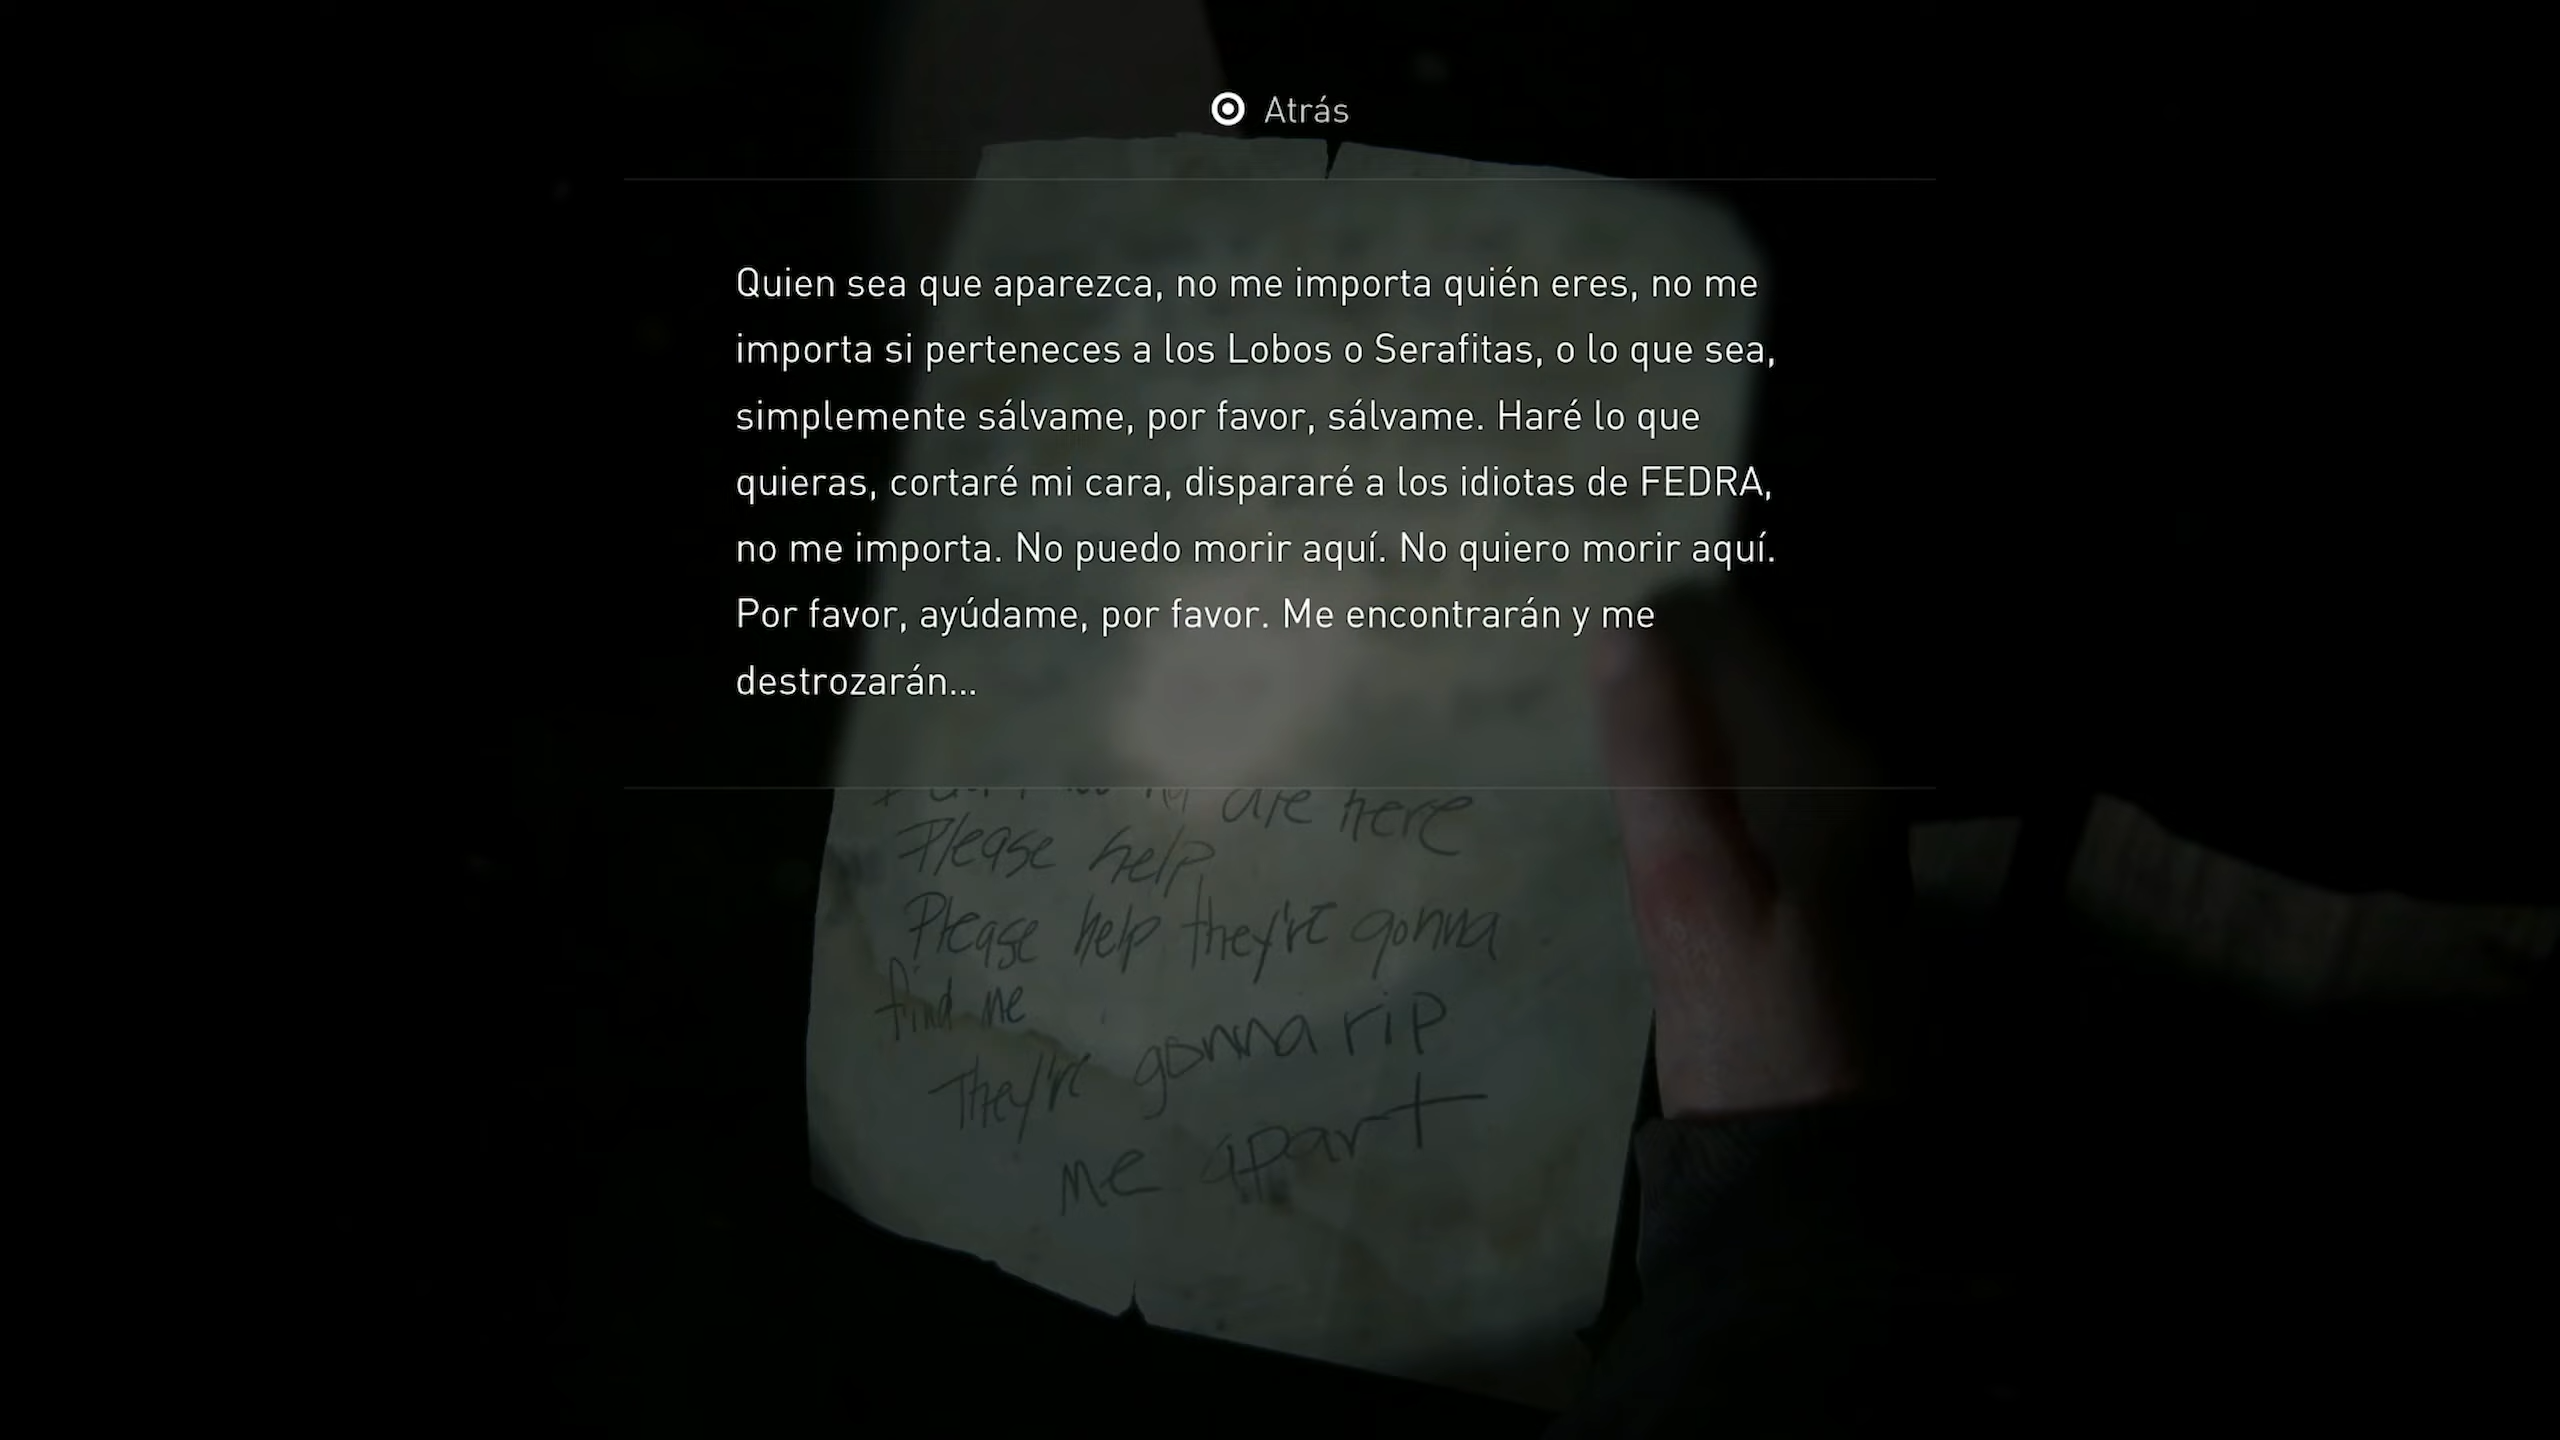 Atrás
Quien sea que aparezca, no me importa quién eres, no me
importa si perteneces a los Lobos o Serafitas, o lo que sea,
simplemente sálvame, por favor, sálvame. Haré lo que
quieras, cortaré mi cara, dispararé a los idiotas de FEDRA,
no me importa. No puedo morir aquí. No quiero morir aquí.
Por favor, ayúdame, por favor. Me encontrarán y me
destrozarán...
here
Please help
Please help they're gonna
find me
They're gonna rip
me apart